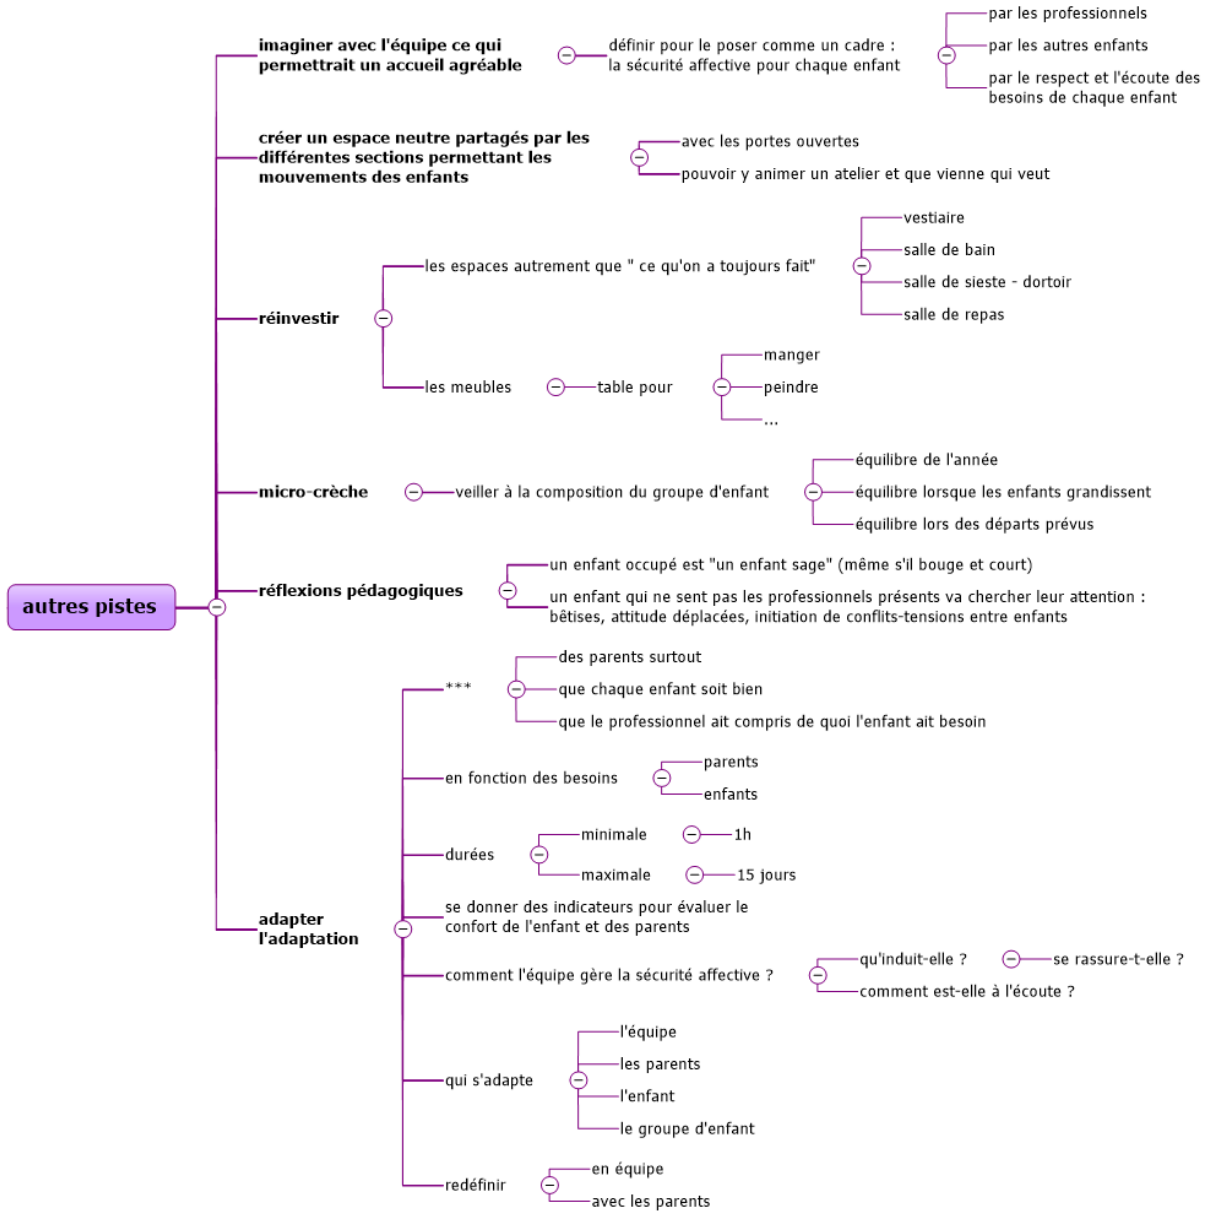 autres pistes
imaginer avec l'équipe ce qui
permettrait un accueil agréable
définir pour le poser comme un cadre :
la sécurité affective pour chaque enfant
par les professionnels
par les autres enfants
par le respect et l'écoute des
besoins de chaque enfant
créer un espace neutre partagés par les
différentes sections permettant les
mouvements des enfants
avec les portes ouvertes
pouvoir y animer un atelier et que vienne qui veut
réinvestir
les espaces autrement que " ce qu'on a toujours fait"
vestiaire
salle de bain
salle de sieste - dortoir
salle de repas
les meubles
table pour
manger
peindre
...
micro-crèche
veiller à la composition du groupe d'enfant
équilibre de l'année
équilibre lorsque les enfants grandissent
équilibre lors des départs prévus
réflexions pédagogiques
un enfant occupé est "un enfant sage" (même s'il bouge et court)
un enfant qui ne sent pas les professionnels présents va chercher leur attention :
bêtises, attitude déplacées, initiation de conflits-tensions entre enfants
adapter
l'adaptation
***
des parents surtout
que chaque enfant soit bien
que le professionnel ait compris de quoi l'enfant ait besoin
en fonction des besoins
parents
enfants
durées
minimale
1h
maximale
15 jours
se donner des indicateurs pour évaluer le
confort de l'enfant et des parents
comment l'équipe gère la sécurité affective ?
qu'induit-elle ?
se rassure-t-elle ?
comment est-elle à l'écoute ?
qui s'adapte
l'équipe
les parents
l'enfant
le groupe d'enfant
redéfinir
en équipe
avec les parents